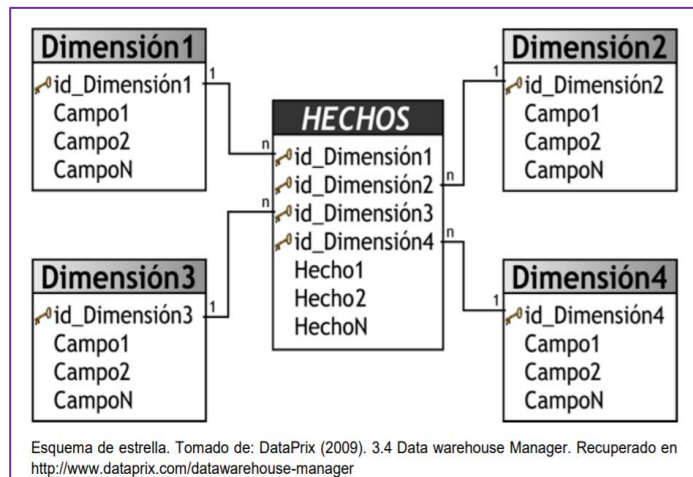 Dimensión1
id_Dimensión1
Campo1
Campo2
CampoN
1
Dimensión2
id_Dimensión2
Campo1
Campo2
CampoN
1
HECHOS
id_Dimensión1
id_Dimensión2
id_Dimensión3
id_Dimensión4
Hecho1
Hecho2
HechoN
n
n
n
n
Dimensión3
id_Dimensión3
Campo1
Campo2
CampoN
1
Dimensión4
id_Dimensión4
Campo1
Campo2
CampoN
1
Esquema de estrella. Tomado de: DataPrix (2009). 3.4 Data warehouse Manager. Recuperado en
http://www.dataprix.com/datawarehouse-manager